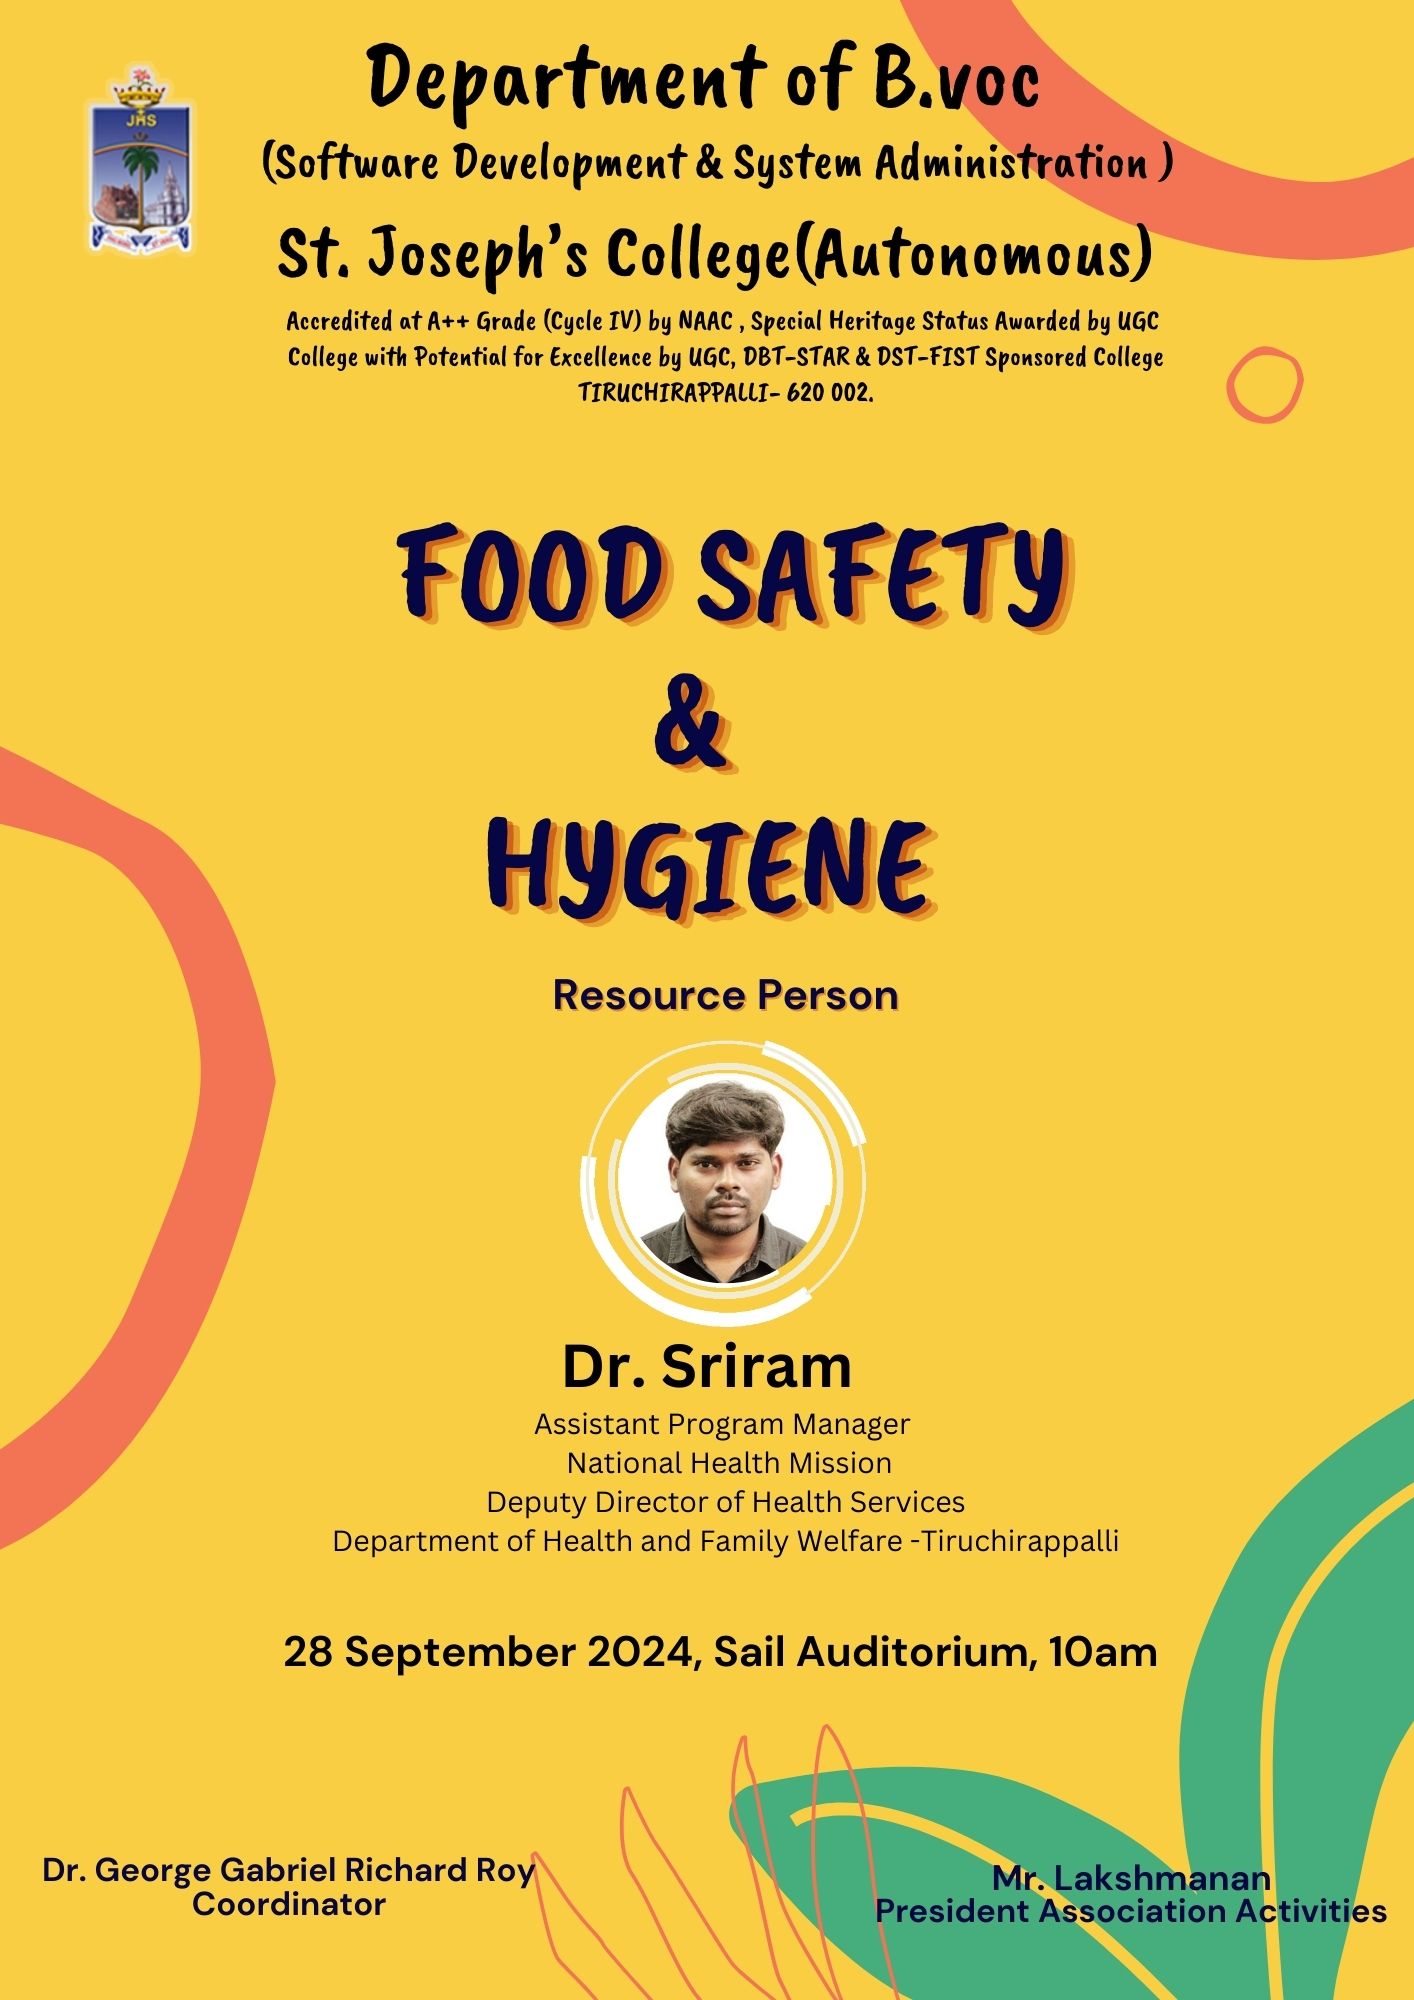 Department of B.voc
(Software Development & System Administration )
St. Joseph's College(Autonomous)
Accredited at A++ Grade (Cycle IV) by NAAC , Special Heritage Status Awarded by UGC
College with Potential for Excellence by UGC, DBT-STAR & DST-FIST Sponsored College
TIRUCHIRAPPALLI- 620 002.
JHS
FOOD SAFETY
&
HYGIENE
Resource Person
Dr. Sriram
Assistant Program Manager
National Health Mission
Deputy Director of Health Services
Department of Health and Family Welfare -Tiruchirappalli
28 September 2024, Sail Auditorium, 10am
Dr. George Gabriel Richard Roy
Coordinator
Mr. Lakshmanan
President Association Activities